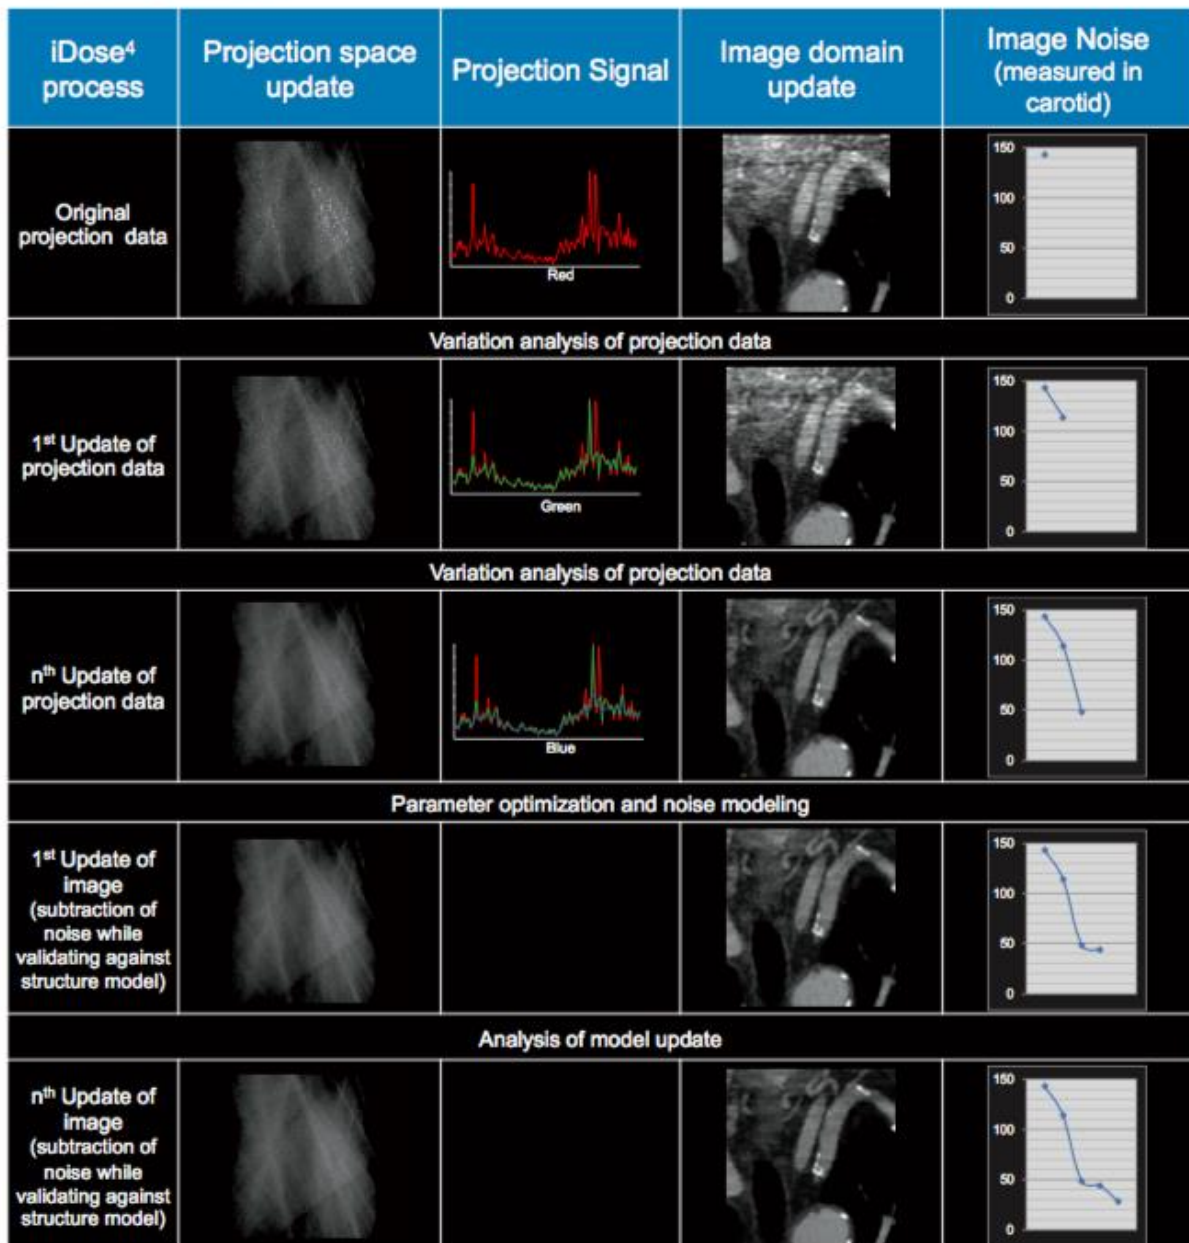 iDose⁴
process
Projection space
update
Projection Signal
Image domain
update
Image Noise
(measured in
carotid)
Original
projection data
Red
150
100
50
0
Variation analysis of projection data
1st Update of
projection data
Green
150
100
50
0
Variation analysis of projection data
nth Update of
projection data
Blue
150
100
50
0
Parameter optimization and noise modeling
1st Update of
image
(subtraction of
noise while
validating against
structure model)
150
100
50
0
Analysis of model update
nth Update of
image
(subtraction of
noise while
validating against
structure model)
150
100
50
0